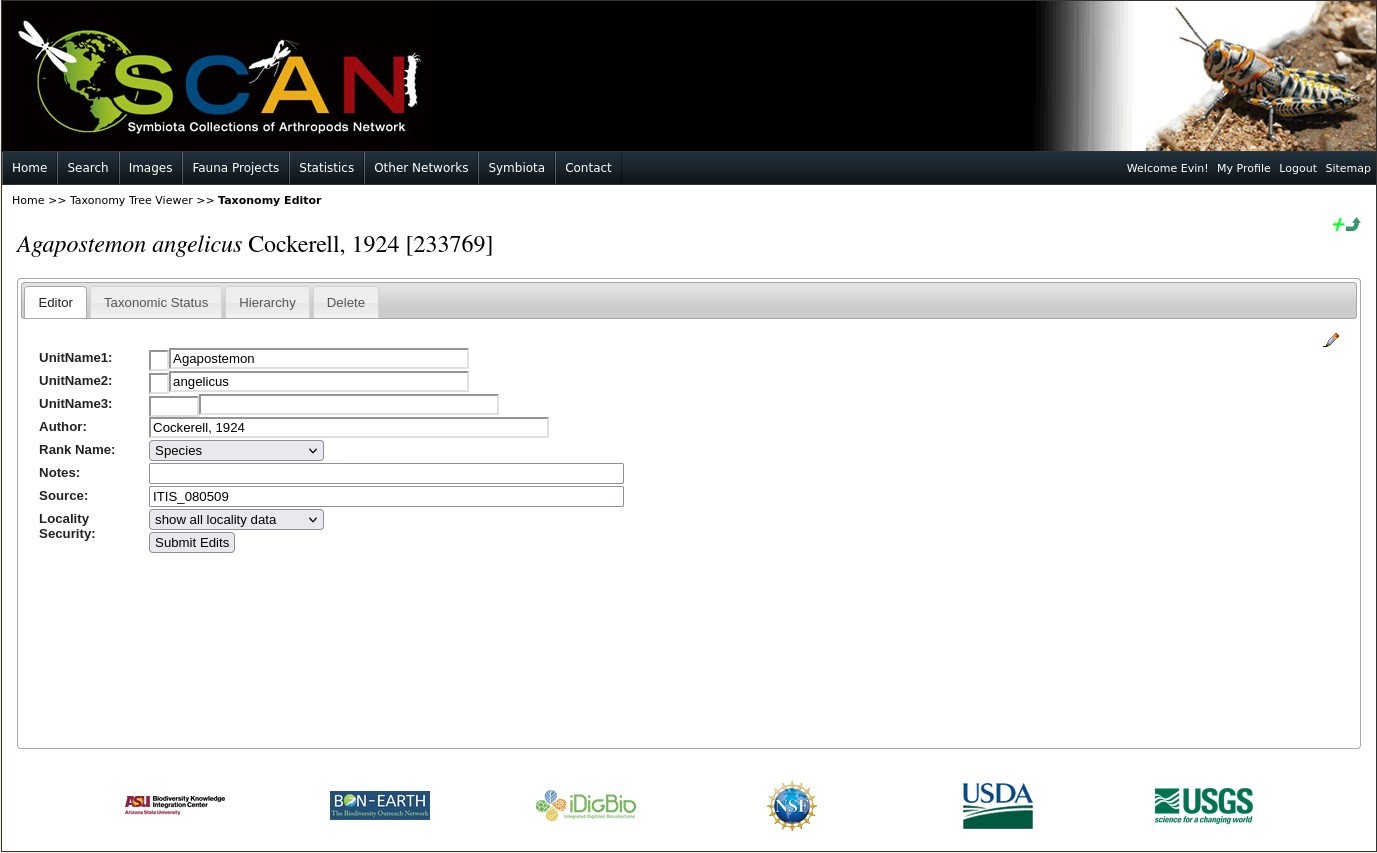 SCAN
Symbiota Collections of Arthropods Network
Home Search Images Fauna Projects Statistics Other Networks Symbiota Contact Welcome Evin! My Profile Logout Sitemap
Home >> Taxonomy Tree Viewer >> Taxonomy Editor
Agapostemon angelicus Cockerell, 1924 [233769]
Editor Taxonomic Status Hierarchy Delete
UnitName1: Agapostemon
UnitName2: angelicus
UnitName3:
Author: Cockerell, 1924
Rank Name: Species
Notes:
Source: ITIS_080509
Locality Security: show all locality data
Submit Edits
ASU Biodiversity Knowledge Integration Center
Arizona State University
BON-EARTH
The Biodiversity Outreach Network
iDigBio
Integrated Digitized Biocollections
NSF
USDA
USGS
science for a changing world